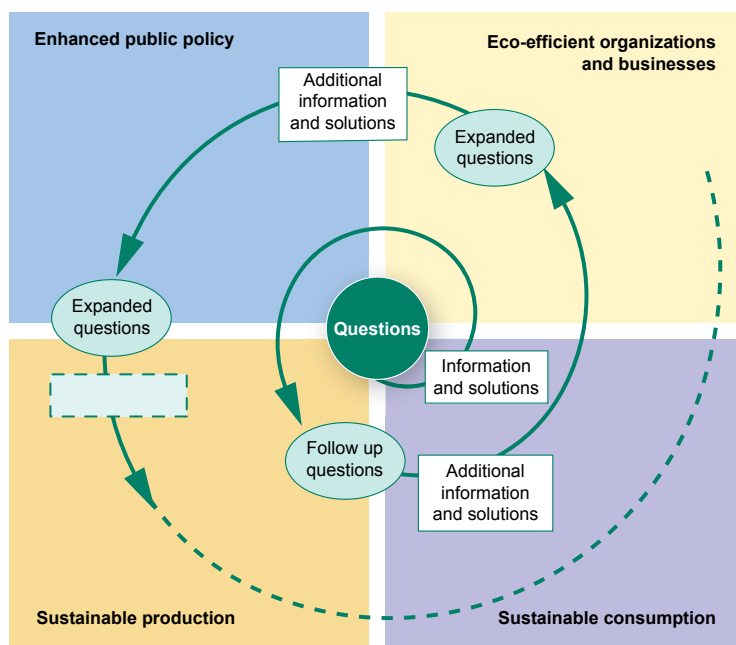 Enhanced public policy
Eco-efficient organizations
and businesses
Additional
information
and solutions
Expanded
questions
Expanded
questions
Questions
Information
and solutions
Follow up
questions
Additional
information
and solutions
Sustainable production
Sustainable consumption